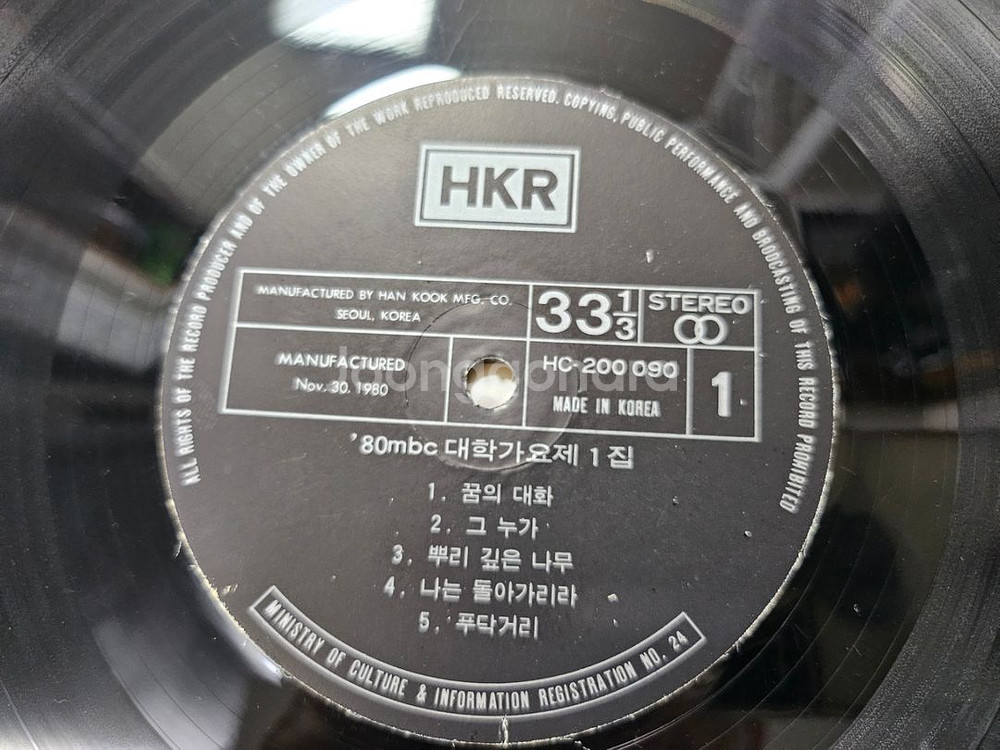 ALL RIGHTS OF THE RECORD PRODUCER AND OF THE OWNER OF THE WORK REPRODUCED RESERVED. COPYING, PUBLIC PERFORMANCE AND BRODCASTING OF THIS RECORD PROHIBITED
HKR
MANUFACTURED BY HAN KOOK MFG. CO.
SEOUL, KOREA
33 1/3
STEREO
MANUFACTURED
Nov. 30. 1980
HC-200090
MADE IN KOREA
1
'80mbc 대학가요제 1집
1. 꿈의 대화
2. 그 누가
3. 뿌리 깊은 나무
4. 나는 돌아가리라
5. 푸닥거리
MINISTRY OF CULTURE & INFORMATION REGISTRATION NO. 24